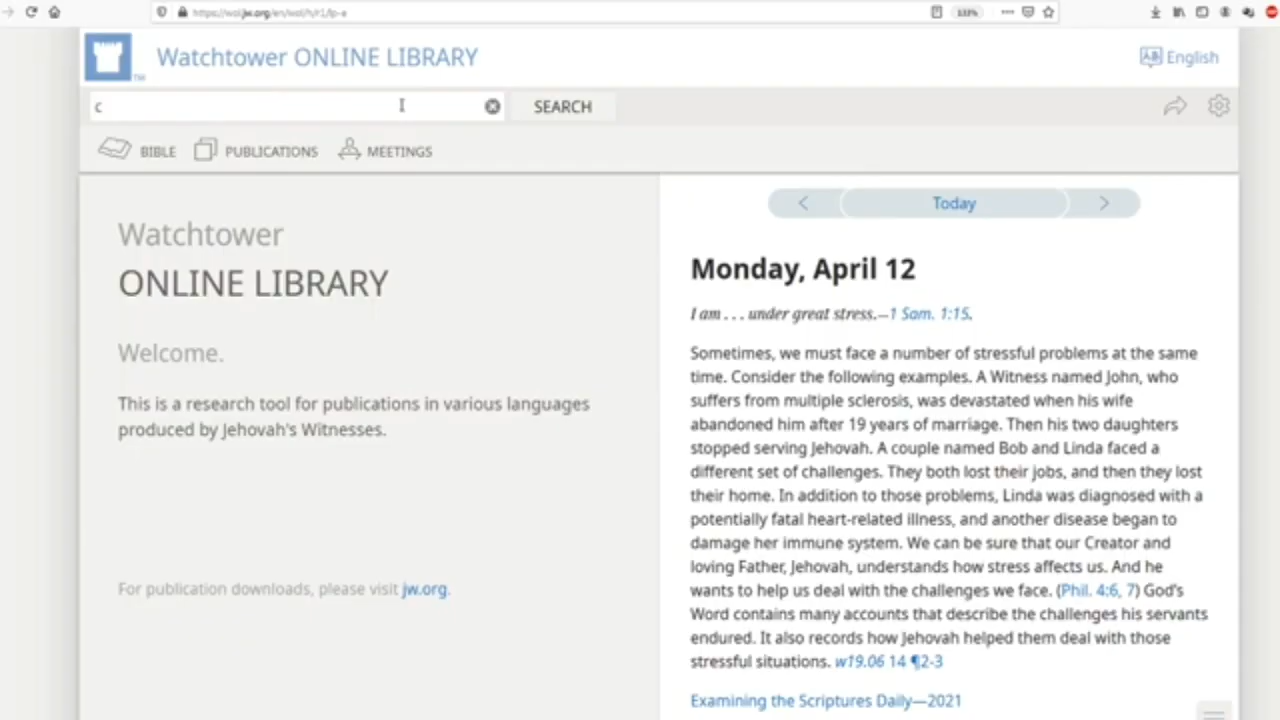 https://wol.jw.org/en/wol/h/r1/lp-e
133%
Watchtower ONLINE LIBRARY
English
c
SEARCH
BIBLE
PUBLICATIONS
MEETINGS
Watchtower
ONLINE LIBRARY
Welcome.
This is a research tool for publications in various languages
produced by Jehovah's Witnesses.
For publication downloads, please visit jw.org.
Today
Monday, April 12
I am . . . under great stress.—1 Sam. 1:15.
Sometimes, we must face a number of stressful problems at the same
time. Consider the following examples. A Witness named John, who
suffers from multiple sclerosis, was devastated when his wife
abandoned him after 19 years of marriage. Then his two daughters
stopped serving Jehovah. A couple named Bob and Linda faced a
different set of challenges. They both lost their jobs, and then they lost
their home. In addition to those problems, Linda was diagnosed with a
potentially fatal heart-related illness, and another disease began to
damage her immune system. We can be sure that our Creator and
loving Father, Jehovah, understands how stress affects us. And he
wants to help us deal with the challenges we face. (Phil. 4:6, 7) God's
Word contains many accounts that describe the challenges his servants
endured. It also records how Jehovah helped them deal with those
stressful situations. w19.06 14 ¶2-3
Examining the Scriptures Daily—2021